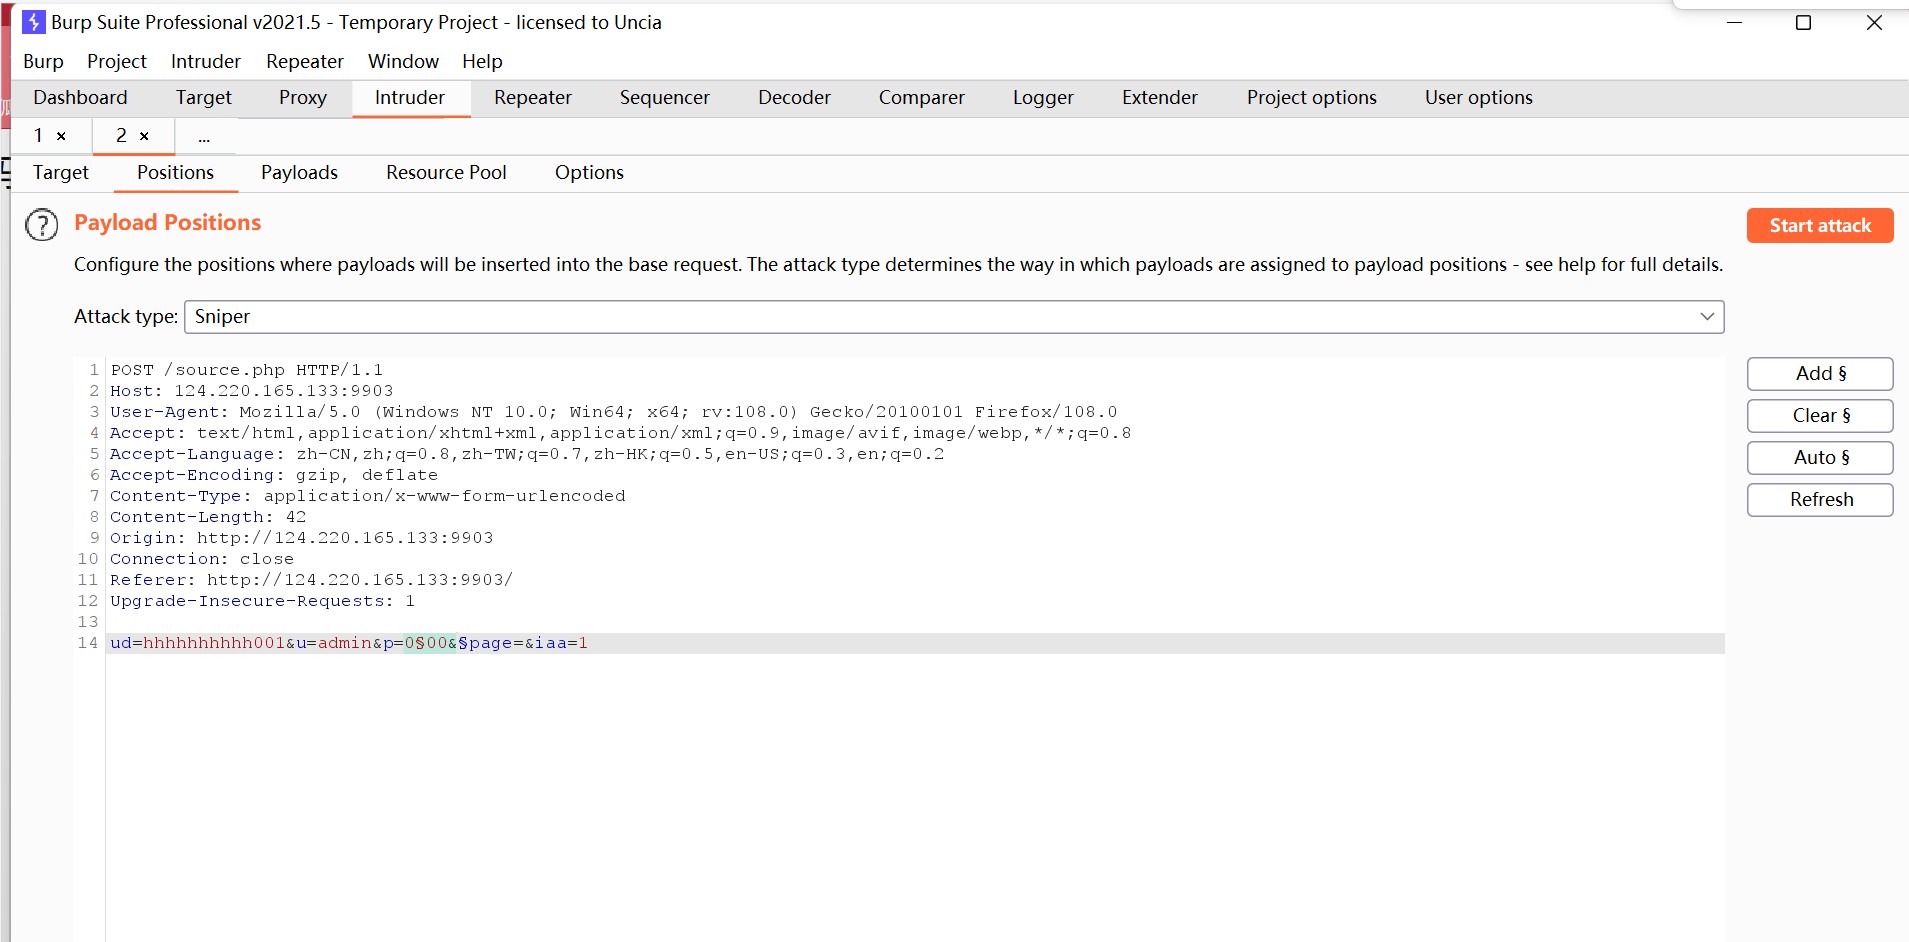 Burp Suite Professional v2021.5 - Temporary Project - licensed to Uncia
Burp Project Intruder Repeater Window Help
Dashboard Target Proxy Intruder Repeater Sequencer Decoder Comparer Logger Extender Project options User options
1 × 2 × ...
Target Positions Payloads Resource Pool Options
? Payload Positions Start attack
Configure the positions where payloads will be inserted into the base request. The attack type determines the way in which payloads are assigned to payload positions - see help for full details.
Attack type: Sniper
1 POST /source.php HTTP/1.1
Add §
2 Host: 124.220.165.133:9903
3 User-Agent: Mozilla/5.0 (Windows NT 10.0; Win64; x64; rv:108.0) Gecko/20100101 Firefox/108.0
Clear §
4 Accept: text/html,application/xhtml+xml,application/xml;q=0.9,image/avif,image/webp,*/*;q=0.8
5 Accept-Language: zh-CN,zh;q=0.8,zh-TW;q=0.7,zh-HK;q=0.5,en-US;q=0.3,en;q=0.2
Auto §
6 Accept-Encoding: gzip, deflate
7 Content-Type: application/x-www-form-urlencoded
Refresh
8 Content-Length: 42
9 Origin: http://124.220.165.133:9903
10 Connection: close
11 Referer: http://124.220.165.133:9903/
12 Upgrade-Insecure-Requests: 1
13
14 ud=hhhhhhhhhh001&u=admin&p=0§00&§page=&iaa=1